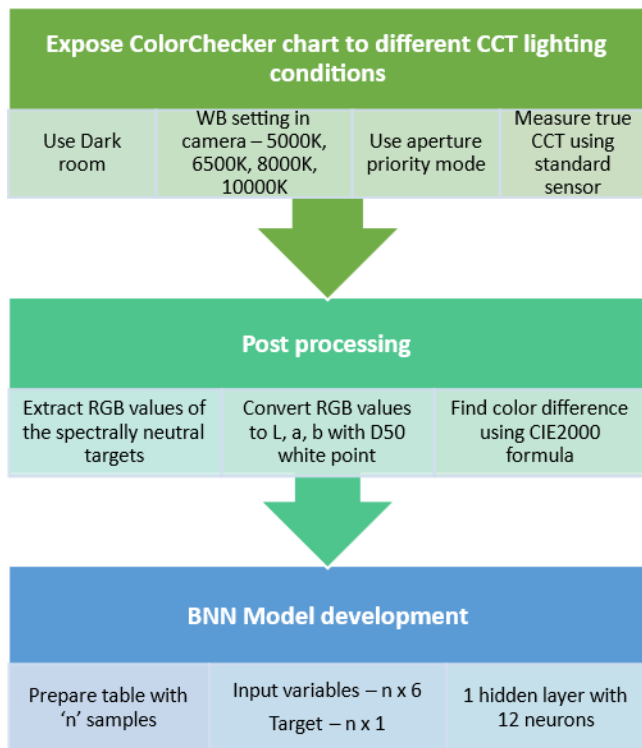 Expose ColorChecker chart to different CCT lighting
conditions
Use Dark
room
WB setting in
camera – 5000K,
6500K, 8000K,
10000K
Use aperture
priority mode
Measure true
CCT using
standard
sensor
Post processing
Extract RGB values of
the spectrally neutral
targets
Convert RGB values
to L, a, b with D50
white point
Find color difference
using CIE2000
formula
BNN Model development
Prepare table with
‘n’ samples
Input variables – n x 6
Target – n x 1
1 hidden layer with
12 neurons